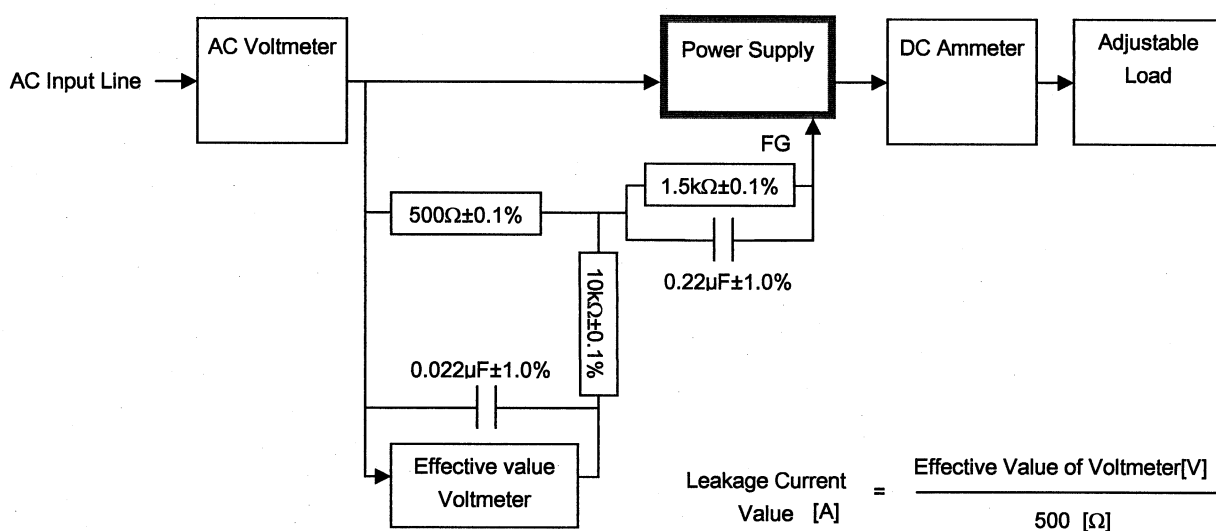 AC Voltmeter
Power Supply
DC Ammeter
Adjustable
Load
AC Input Line
FG
1.5kΩ±0.1%
500Ω±0.1%
0.22µF±1.0%
10kΩ±0.1%
0.022µF±1.0%
Effective value
Voltmeter
Leakage Current
Value [A]
=
Effective Value of Voltmeter[V]
500 [Ω]